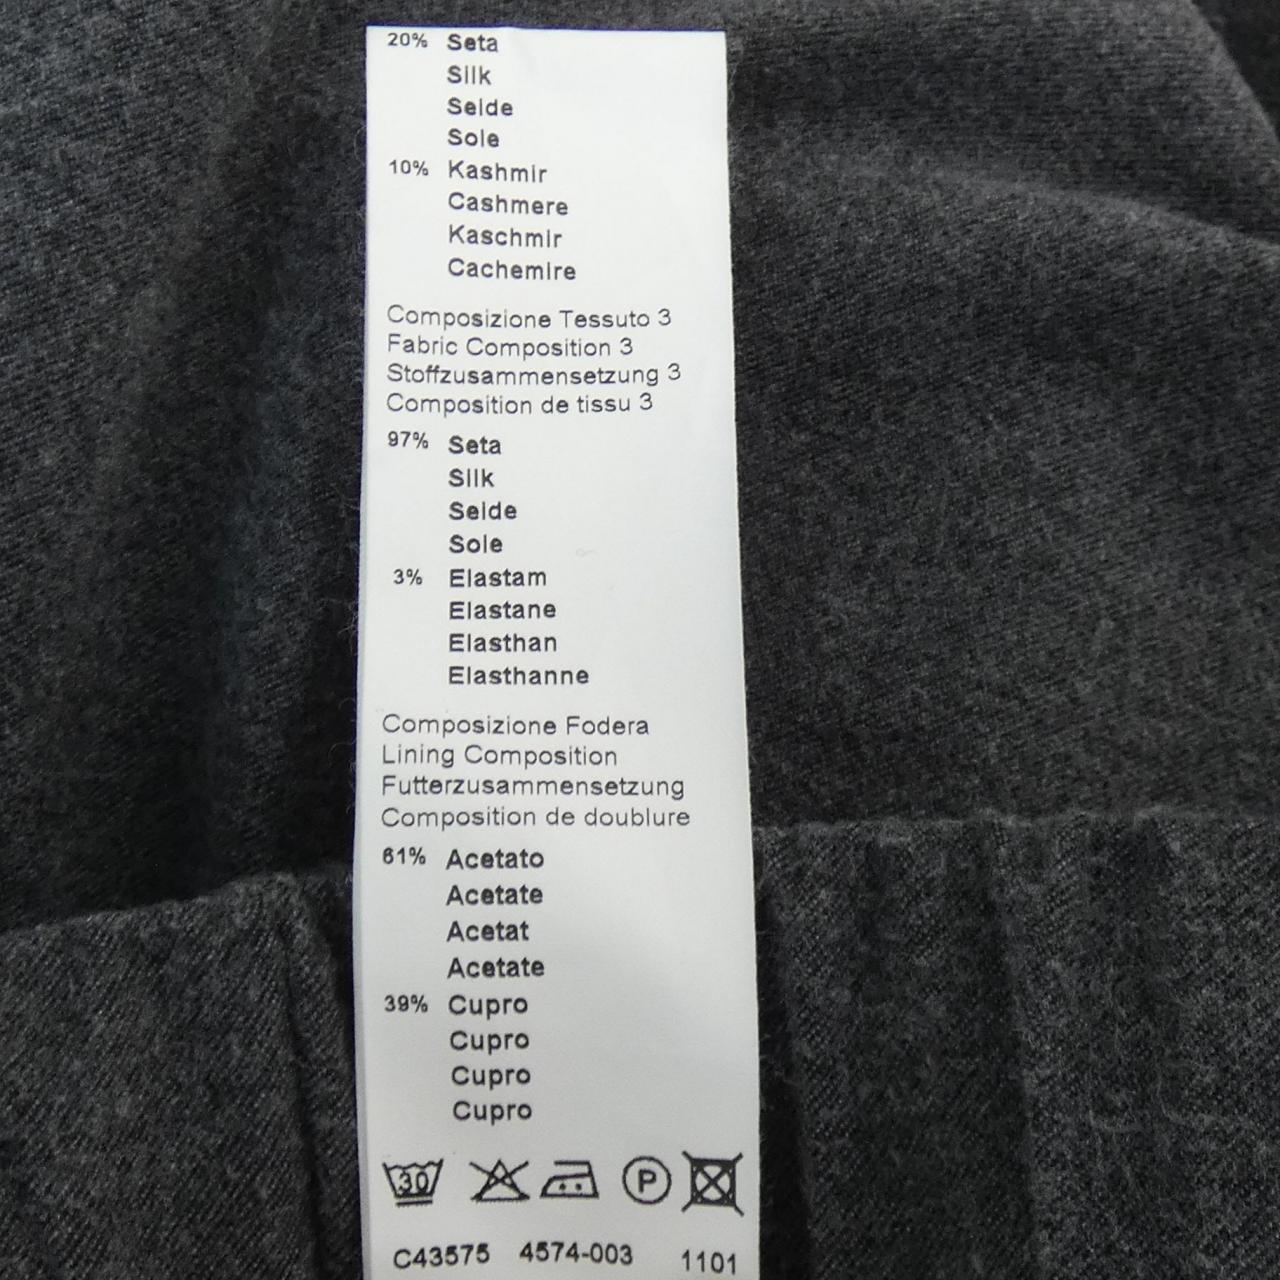 20% Seta
Silk
Seide
Sole
10% Kashmir
Cashmere
Kaschmir
Cachemire
Composizione Tessuto 3
Fabric Composition 3
Stoffzusammensetzung 3
Composition de tissu 3
97% Seta
Silk
Seide
Sole
3% Elastam
Elastane
Elasthan
Elasthanne
Composizione Fodera
Lining Composition
Futterzusammensetzung
Composition de doublure
61% Acetato
Acetate
Acetat
Acetate
39% Cupro
Cupro
Cupro
Cupro
30 P
C43575 4574-003 1101